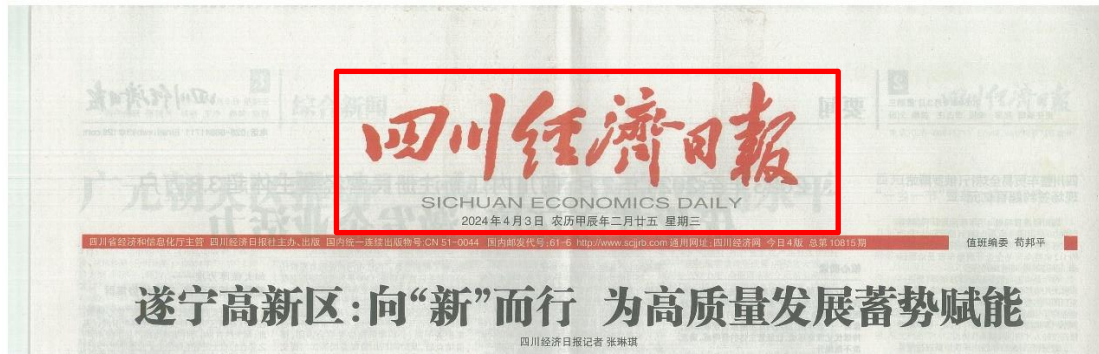 四川經濟日報
SICHUAN ECONOMICS DAILY
2024年4月3日 农历甲辰年二月廿五 星期三
四川省经济和信息化厅主管 四川经济日报社主办、出版 国内统一连续出版物号:CN 51-0044 国内邮发代号:61-6 http://www.scjjrb.com 通用网址:四川经济网 今日4版 总第10815期 值班编委 苟邦平
遂宁高新区:向“新”而行 为高质量发展蓄势赋能
四川经济日报记者 张琳琪